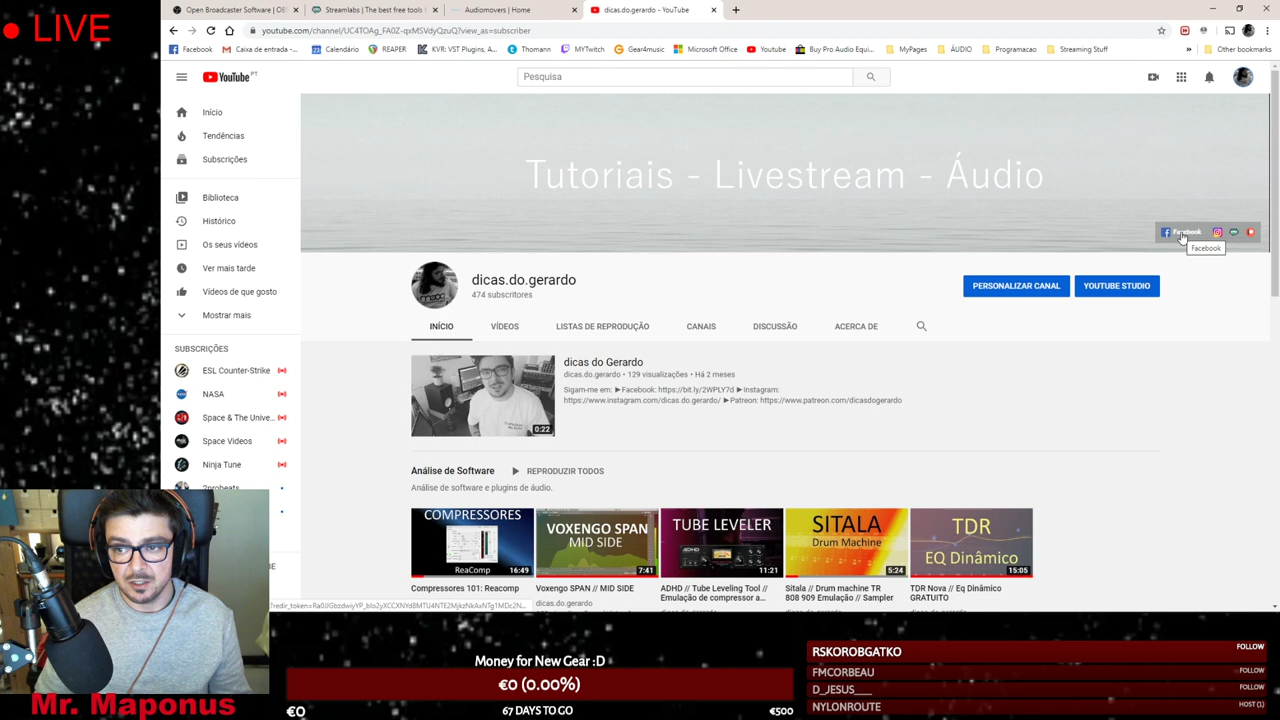 LIVE
Open Broadcaster Software | OBS
Streamlabs | The best free tools
Audiomovers | Home
dicas.do.gerardo - YouTube
youtube.com/channel/UC4TOAg_FA0Z-qxM5VdyQzuQ?view_as=subscriber
Facebook
Caixa de entrada -...
Calendário
REAPER
KVR: VST Plugins, A...
Thomann
MYTwitch
Gear4music
Microsoft Office
Youtube
Buy Pro Audio Equi...
MyPages
ÁUDIO
Programacao
Streaming Stuff
»
Other bookmarks
YouTube PT
Pesquisa
Início
Tendências
Subscrições
Biblioteca
Histórico
Os seus vídeos
Ver mais tarde
Vídeos de que gosto
Mostrar mais
SUBSCRIÇÕES
ESL Counter-Strike
NASA
Space & The Unive...
Space Videos
Ninja Tune
2probeats
Tutoriais - Livestream - Áudio
Facebook
Facebook
dicas.do.gerardo
474 subscritores
PERSONALIZAR CANAL
YOUTUBE STUDIO
INÍCIO
VÍDEOS
LISTAS DE REPRODUÇÃO
CANAIS
DISCUSSÃO
ACERCA DE
0:22
dicas do Gerardo
dicas.do.gerardo • 129 visualizações • Há 2 meses
Sigam-me em: ►Facebook: https://bit.ly/2WPLY7d ►Instagram:
https://www.instagram.com/dicas.do.gerardo/ ►Patreon: https://www.patreon.com/dicasdogerardo
Análise de Software
REPRODUZIR TODOS
Análise de software e plugins de áudio.
COMPRESSORES
ReaComp
16:49
Compressores 101: Reacomp
VOXENGO SPAN
MID SIDE
7:41
Voxengo SPAN // MID SIDE
dicas.do.gerardo
TUBE LEVELER
ADHD
11:21
ADHD // Tube Leveling Tool //
Emulação de compressor a...
SITALA
Drum Machine
5:24
Sitala // Drum machine TR
808 909 Emulação // Sampler
TDR
EQ Dinâmico
15:05
TDR Nova // Eq Dinâmico
GRATUITO
Mr. Maponus
Money for New Gear :D
€0 (0.00%)
€0
67 DAYS TO GO
€500
RSKOROBGATKO FOLLOW
FMCORBEAU FOLLOW
D_JESUS___ FOLLOW
NYLONROUTE HOST (1)